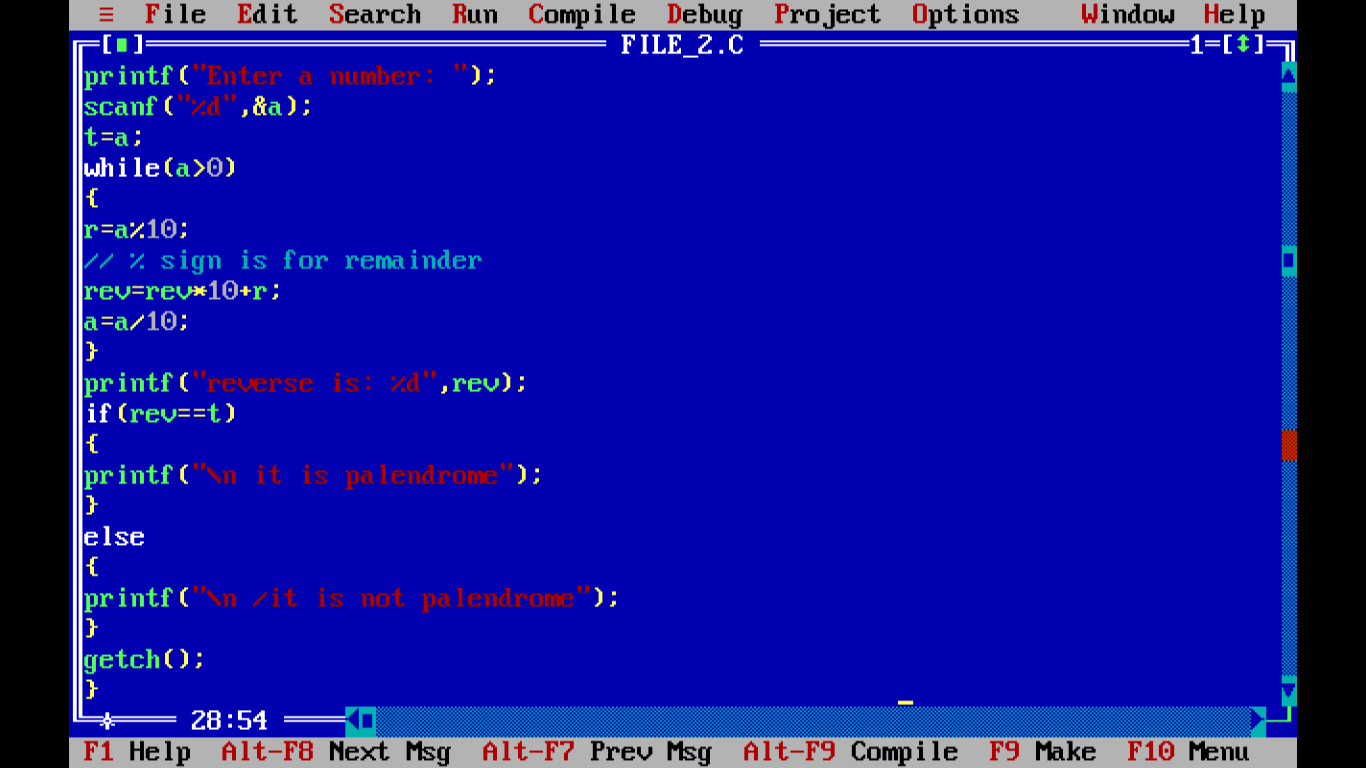 ≡ File Edit Search Run Compile Debug Project Options Window Help
[■] FILE_2.C 1=[↕]
printf("Enter a number: ");
scanf("%d",&a);
t=a;
while(a>0)
{
r=a%10;
// % sign is for remainder
rev=rev*10+r;
a=a/10;
}
printf("reverse is: %d",rev);
if(rev==t)
{
printf("\n it is palendrome");
}
else
{
printf("\n /it is not palendrome");
}
getch();
}
28:54
F1 Help Alt-F8 Next Msg Alt-F7 Prev Msg Alt-F9 Compile F9 Make F10 Menu